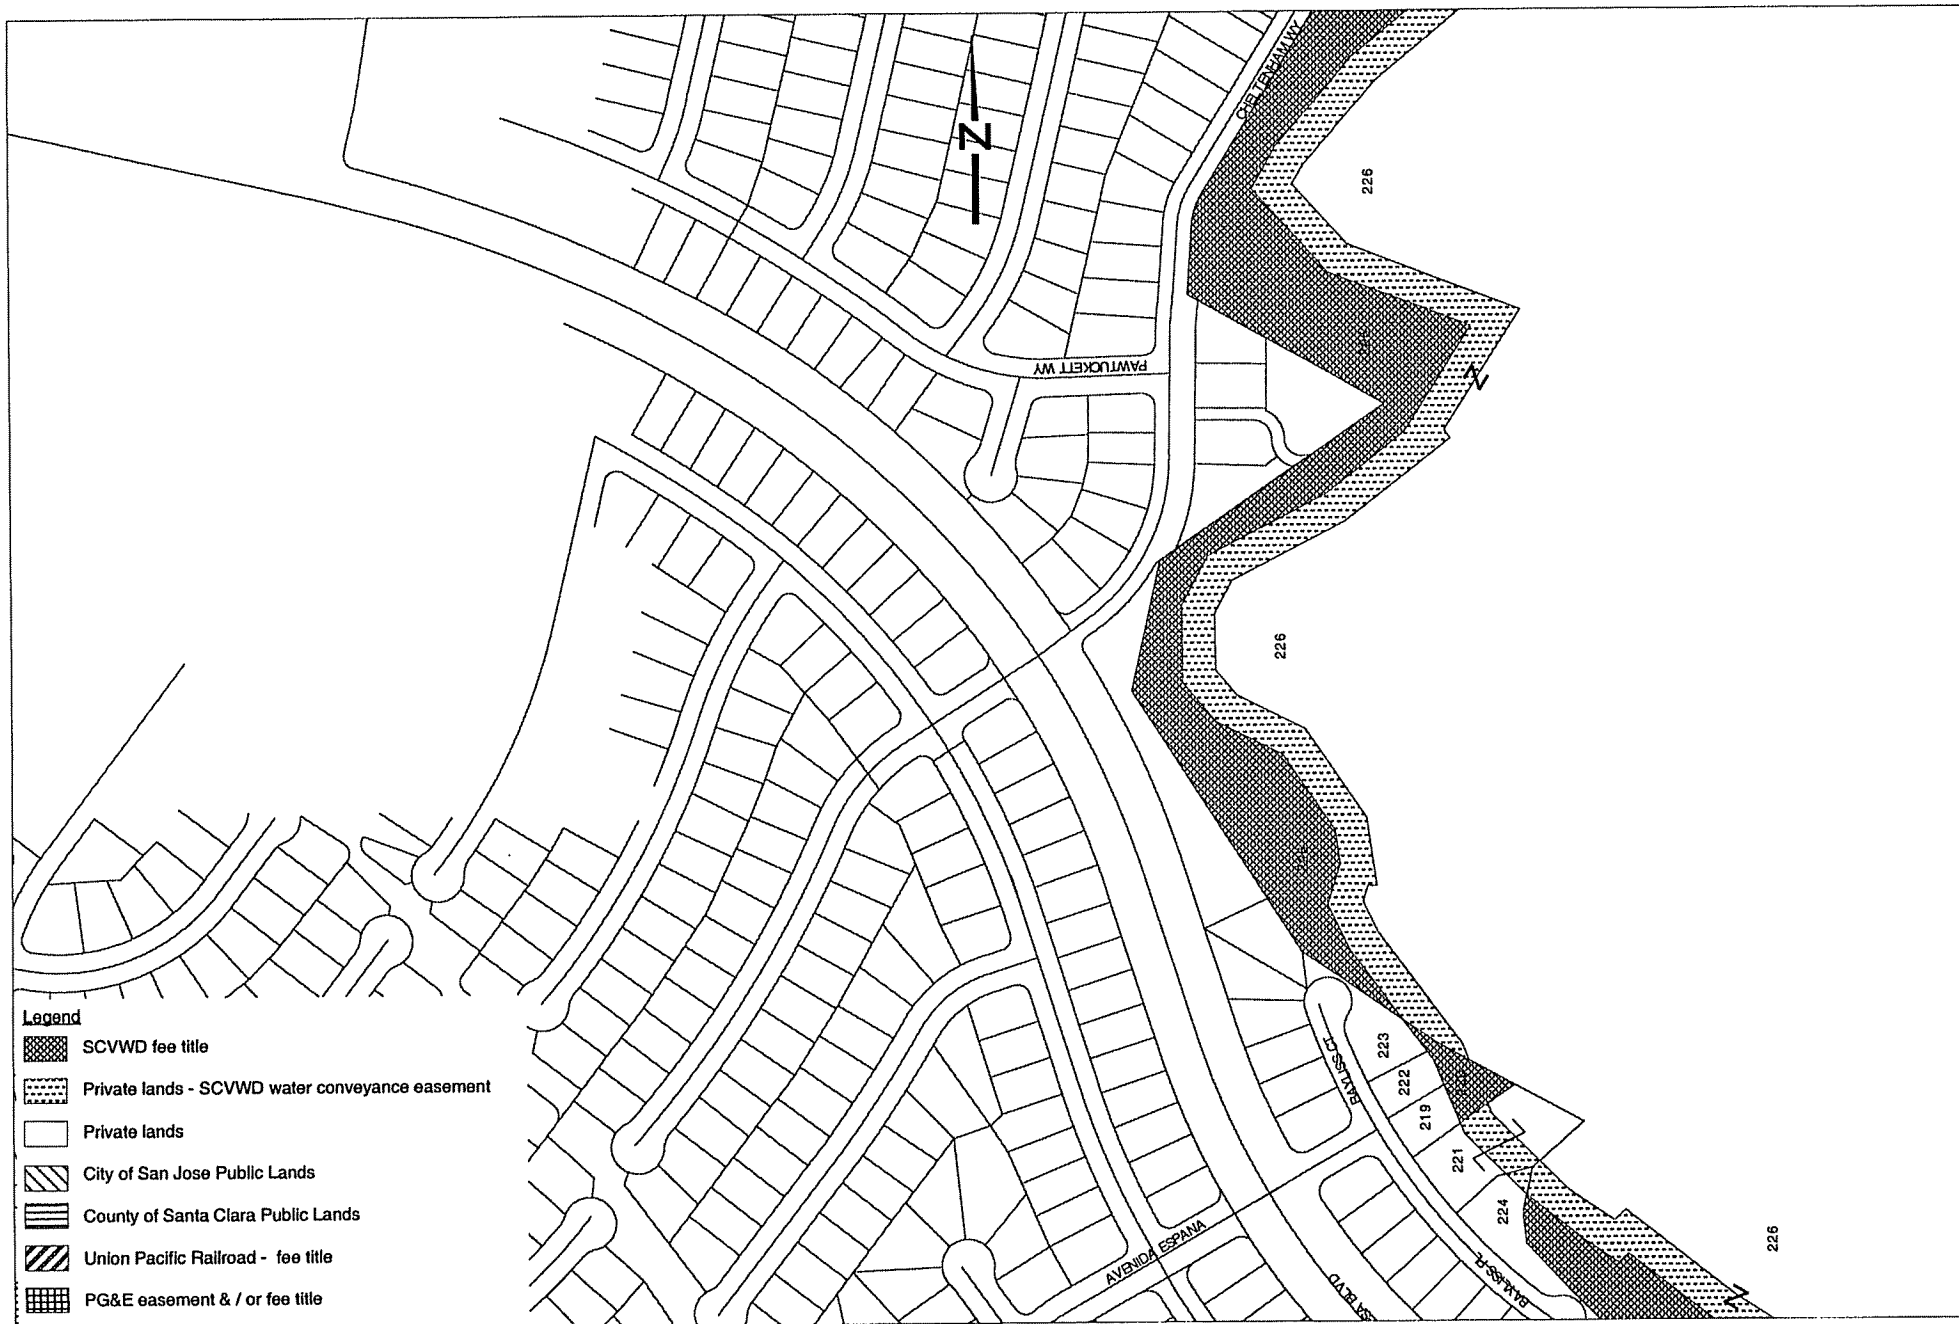 CHELTENHAM WY
N
226
PAWTUCKETT WY
226
223
BAYLISS CT
222
219
221
224
226
AVENIDA ESPANA
BAYLISS PL
SA BLVD
Legend
SCVWD fee title
Private lands - SCVWD water conveyance easement
Private lands
City of San Jose Public Lands
County of Santa Clara Public Lands
Union Pacific Railroad - fee title
PG&E easement & / or fee title